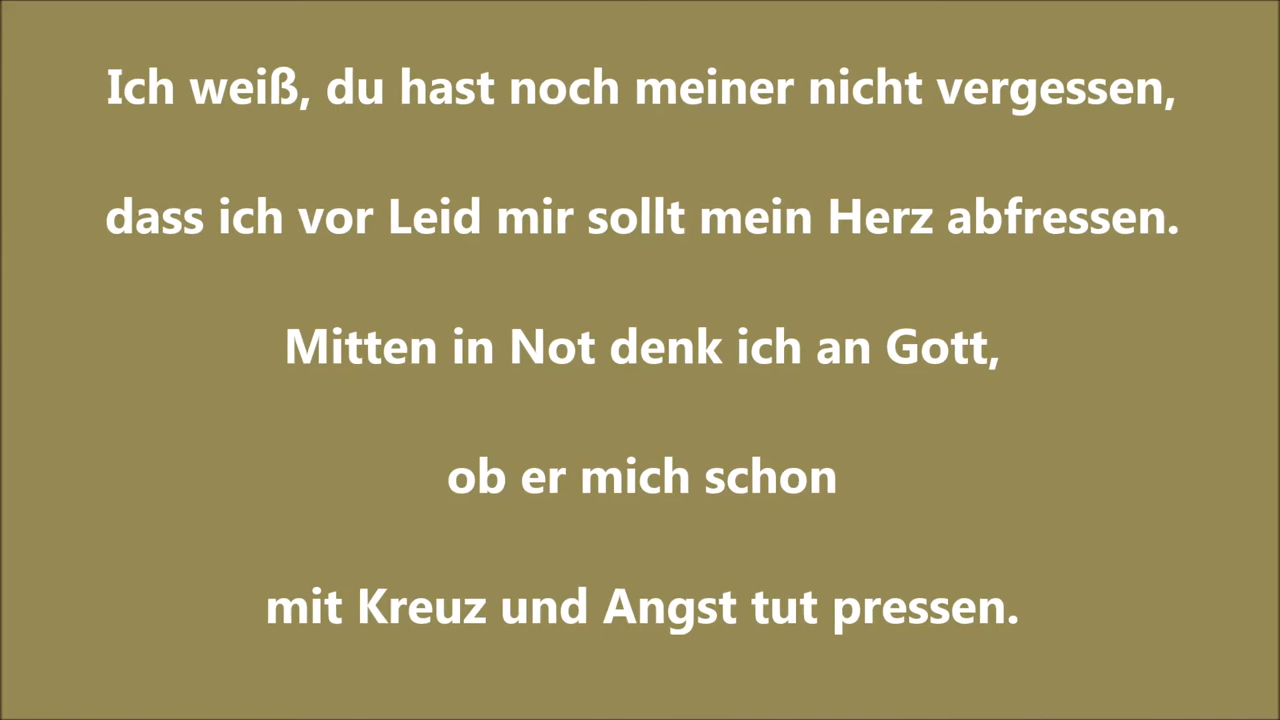 Ich weiß, du hast noch meiner nicht vergessen,
dass ich vor Leid mir sollt mein Herz abfressen.
Mitten in Not denk ich an Gott,
ob er mich schon
mit Kreuz und Angst tut pressen.